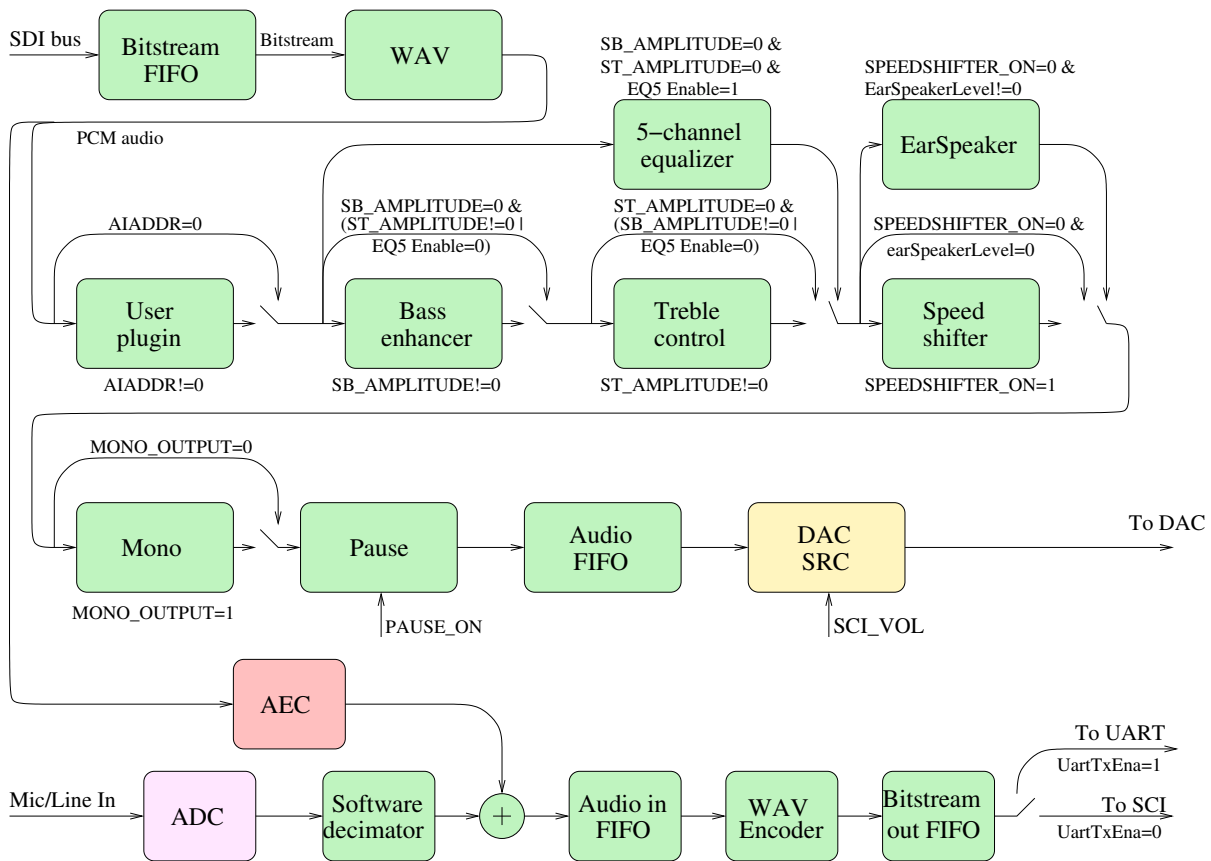 SDI bus
Bitstream
FIFO
Bitstream
WAV
PCM audio
SB_AMPLITUDE=0 &
ST_AMPLITUDE=0 &
EQ5 Enable=1
5−channel
equalizer
SPEEDSHIFTER_ON=0 &
EarSpeakerLevel!=0
EarSpeaker
AIADDR=0
User
plugin
AIADDR!=0
SB_AMPLITUDE=0 &
(ST_AMPLITUDE!=0 |
EQ5 Enable=0)
Bass
enhancer
SB_AMPLITUDE!=0
ST_AMPLITUDE=0 &
(SB_AMPLITUDE!=0 |
EQ5 Enable=0)
Treble
control
ST_AMPLITUDE!=0
SPEEDSHIFTER_ON=0 &
earSpeakerLevel=0
Speed
shifter
SPEEDSHIFTER_ON=1
MONO_OUTPUT=0
Mono
MONO_OUTPUT=1
Pause
PAUSE_ON
Audio
FIFO
DAC
SRC
SCI_VOL
To DAC
AEC
Mic/Line In
ADC
Software
decimator
+
Audio in
FIFO
WAV
Encoder
Bitstream
out FIFO
To UART
UartTxEna=1
To SCI
UartTxEna=0